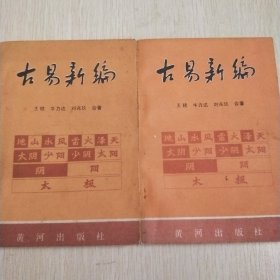 古易新编
王赣 牛力达 刘兆玖 合著
地山水风雷火泽天
太阴少阳少阴太阳
阴 阳
太极
黄河出版社
古易新编
王赣 牛力达 刘兆玖 合著
地山水风雷火泽天
太阴少阳少阴太阳
阴 阳
太极
黄河出版社